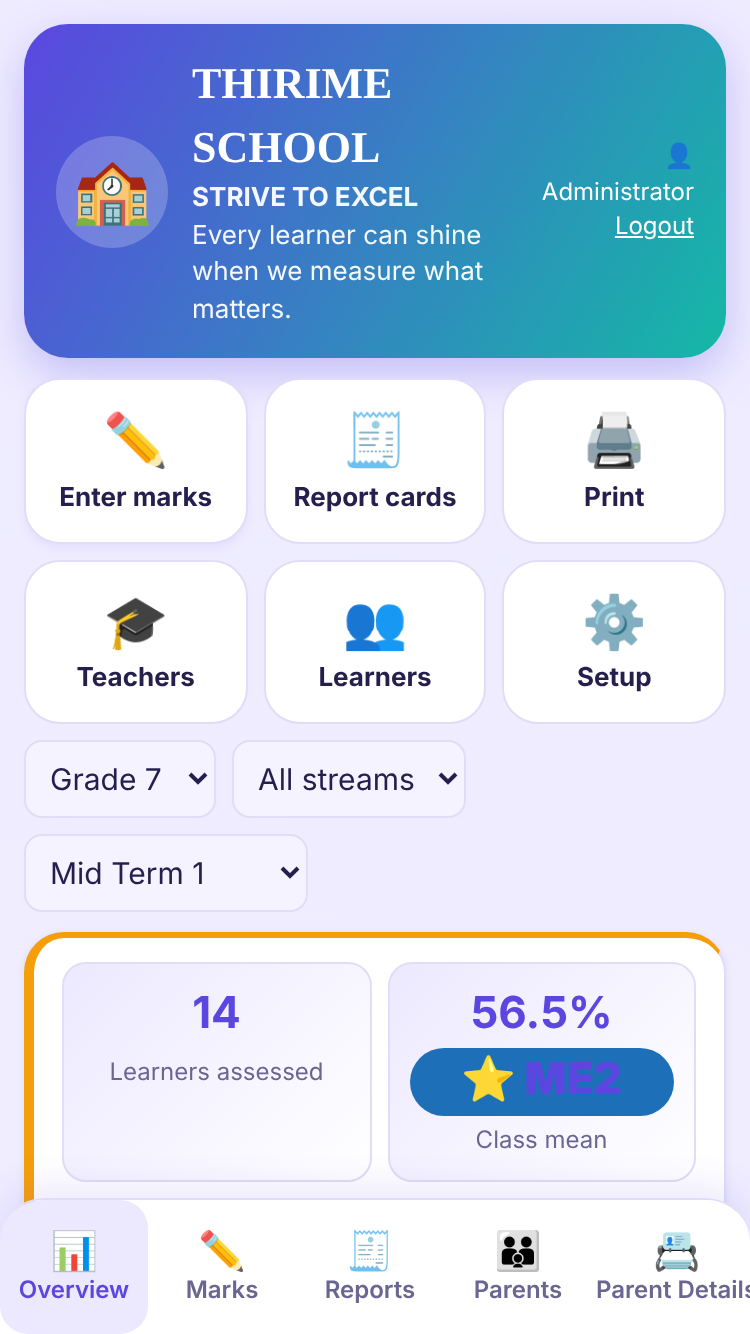 THIRIME
SCHOOL
STRIVE TO EXCEL
Every learner can shine
when we measure what
matters.
Administrator
Logout
Enter marks
Report cards
Print
Teachers
Learners
Setup
Grade 7
All streams
Mid Term 1
14
Learners assessed
56.5%
ME2
Class mean
Overview
Marks
Reports
Parents
Parent Details